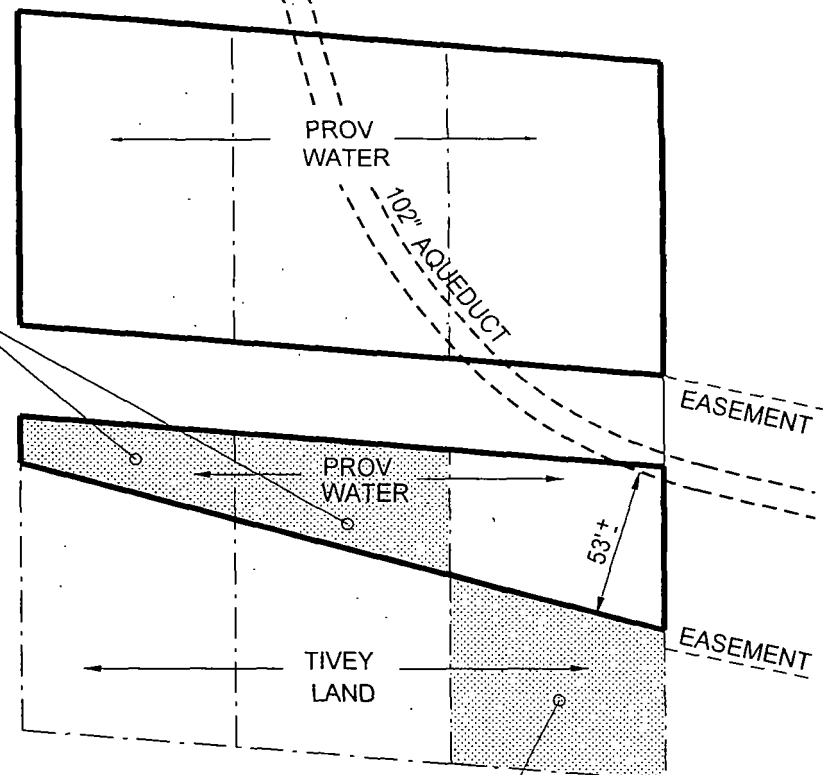 PROV
WATER
102" AQUEDUCT
EASEMENT
PROV
WATER
53'±
EASEMENT
TIVEY
LAND